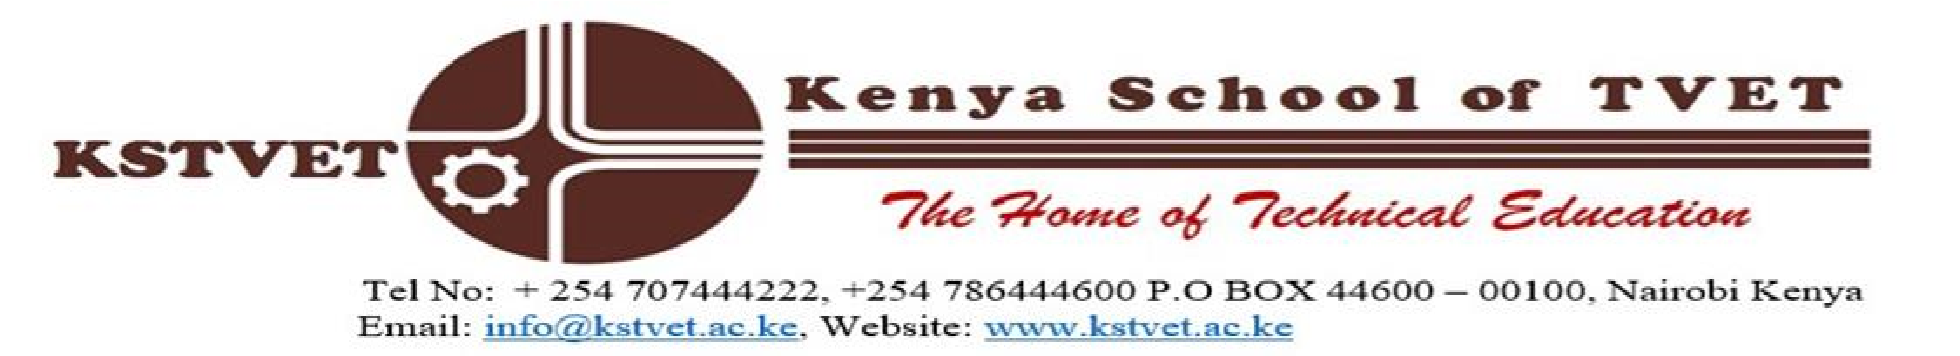 KSTVET
Kenya School of TVET
The Home of Technical Education
Tel No: + 254 707444222, +254 786444600 P.O BOX 44600 – 00100, Nairobi Kenya
Email: info@kstvet.ac.ke, Website: www.kstvet.ac.ke